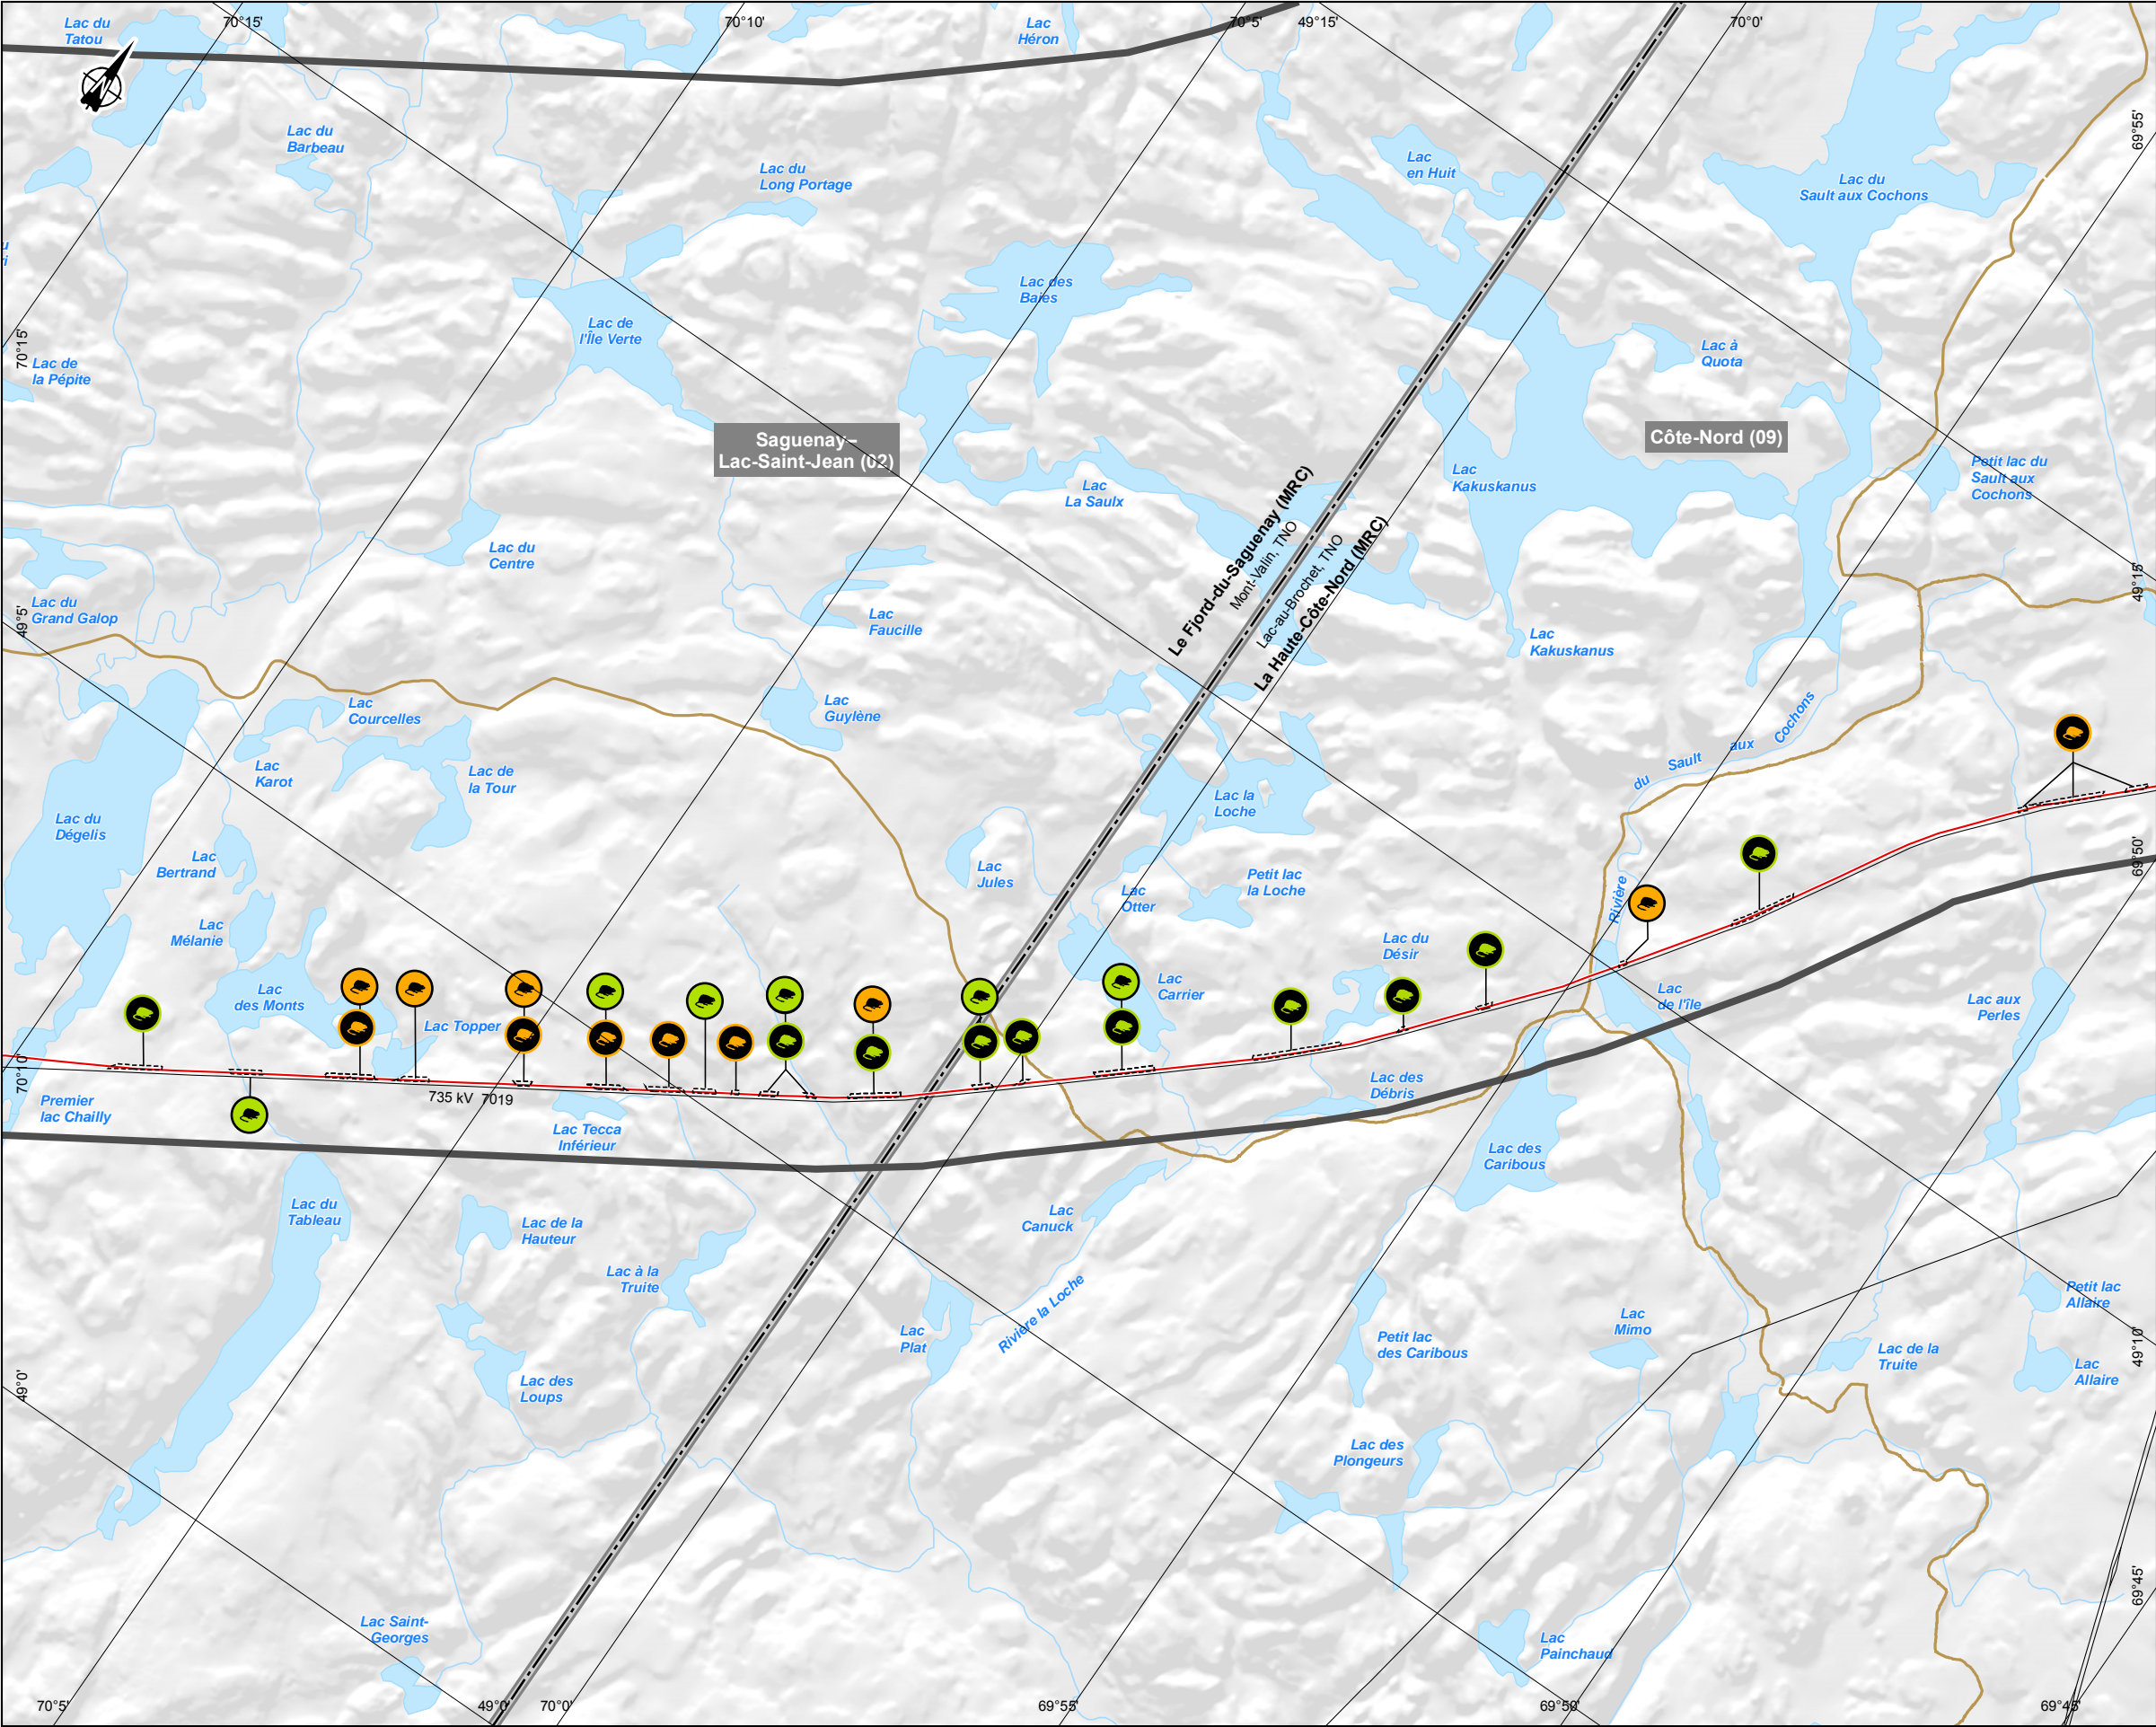 70°15'
70°10'
70°5'
49°15'
70°0'
Lac du
Tatou
Lac
Héron
Lac du
Barbeau
69°55'
Lac du
Long Portage
Lac
en Huit
Lac du
Sault aux Cochons
Lac des
Baies
Lac de
l'Île Verte
70°15'
Lac de
la Pépite
Lac à
Quota
Saguenay–
Lac-Saint-Jean (02)
Côte-Nord (09)
Lac
La Saulx
Lac
Kakuskanus
Petit lac du
Sault aux
Cochons
Le Fjord-du-Saguenay (MRC)
Mont-Valin, TNO
Lac-au-Brochet, TNO
La Haute-Côte-Nord (MRC)
Lac du
Centre
49°15'
Lac du
Grand Galop
49°5'
Lac
Faucille
Lac
Kakuskanus
Lac
Courcelles
Lac
Guylène
Lac
Karot
Lac de
la Tour
Rivière du Sault aux Cochons
Lac la
Loche
Lac du
Dégelis
Lac
Bertrand
Lac
Jules
Petit lac
la Loche
Lac
Otter
69°50'
Lac
Mélanie
Lac du
Désir
Lac
des Monts
Lac
Carrier
Lac
de l'île
Lac aux
Perles
Lac Topper
70°10'
Premier
lac Chailly
735 kV 7019
Lac des
Débris
Lac Tecca
Inférieur
Lac des
Caribous
Lac du
Tableau
Lac de la
Hauteur
Lac
Canuck
Lac à la
Truite
Rivière la Loche
Petit lac
Allaire
Lac
Mimo
Lac
Plat
Petit lac
des Caribous
Lac de la
Truite
Lac
Allaire
49°10'
49°0'
Lac des
Loups
Lac des
Plongeurs
69°45'
Lac Saint-
Georges
Lac
Painchaud
70°5'
49°0'
70°0'
69°55'
69°50'
69°45'